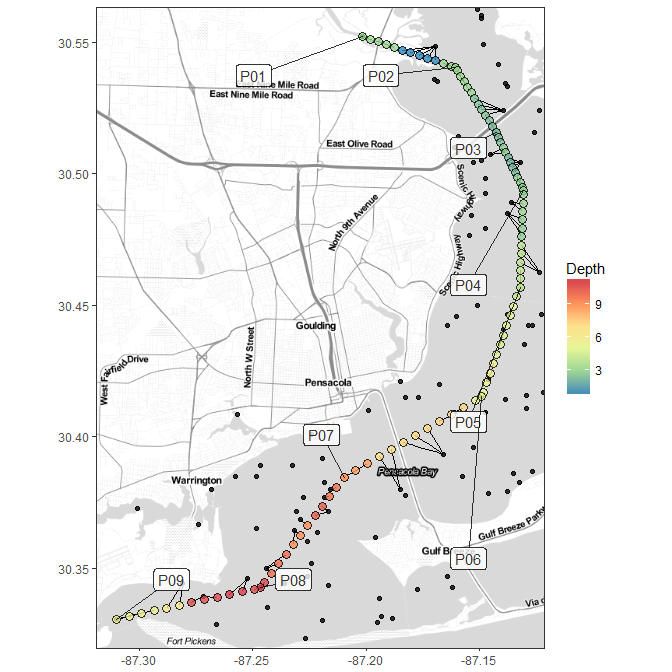 30.55
30.50
30.45
30.40
30.35
-87.30
-87.25
-87.20
-87.15
P01
P02
East Nine Mile Road
East Nine Mile Road
East Olive Road
P03
Scenic Highway
North 9th Avenue
Scenic Highway
P04
Goulding
North W Street
West Fairfield Drive
Pensacola
P05
P07
Pensacola Bay
Warrington
Gulf Breeze Parkw
Gulf Breeze
P06
P09
P08
Via d
Fort Pickens
Depth
9
6
3